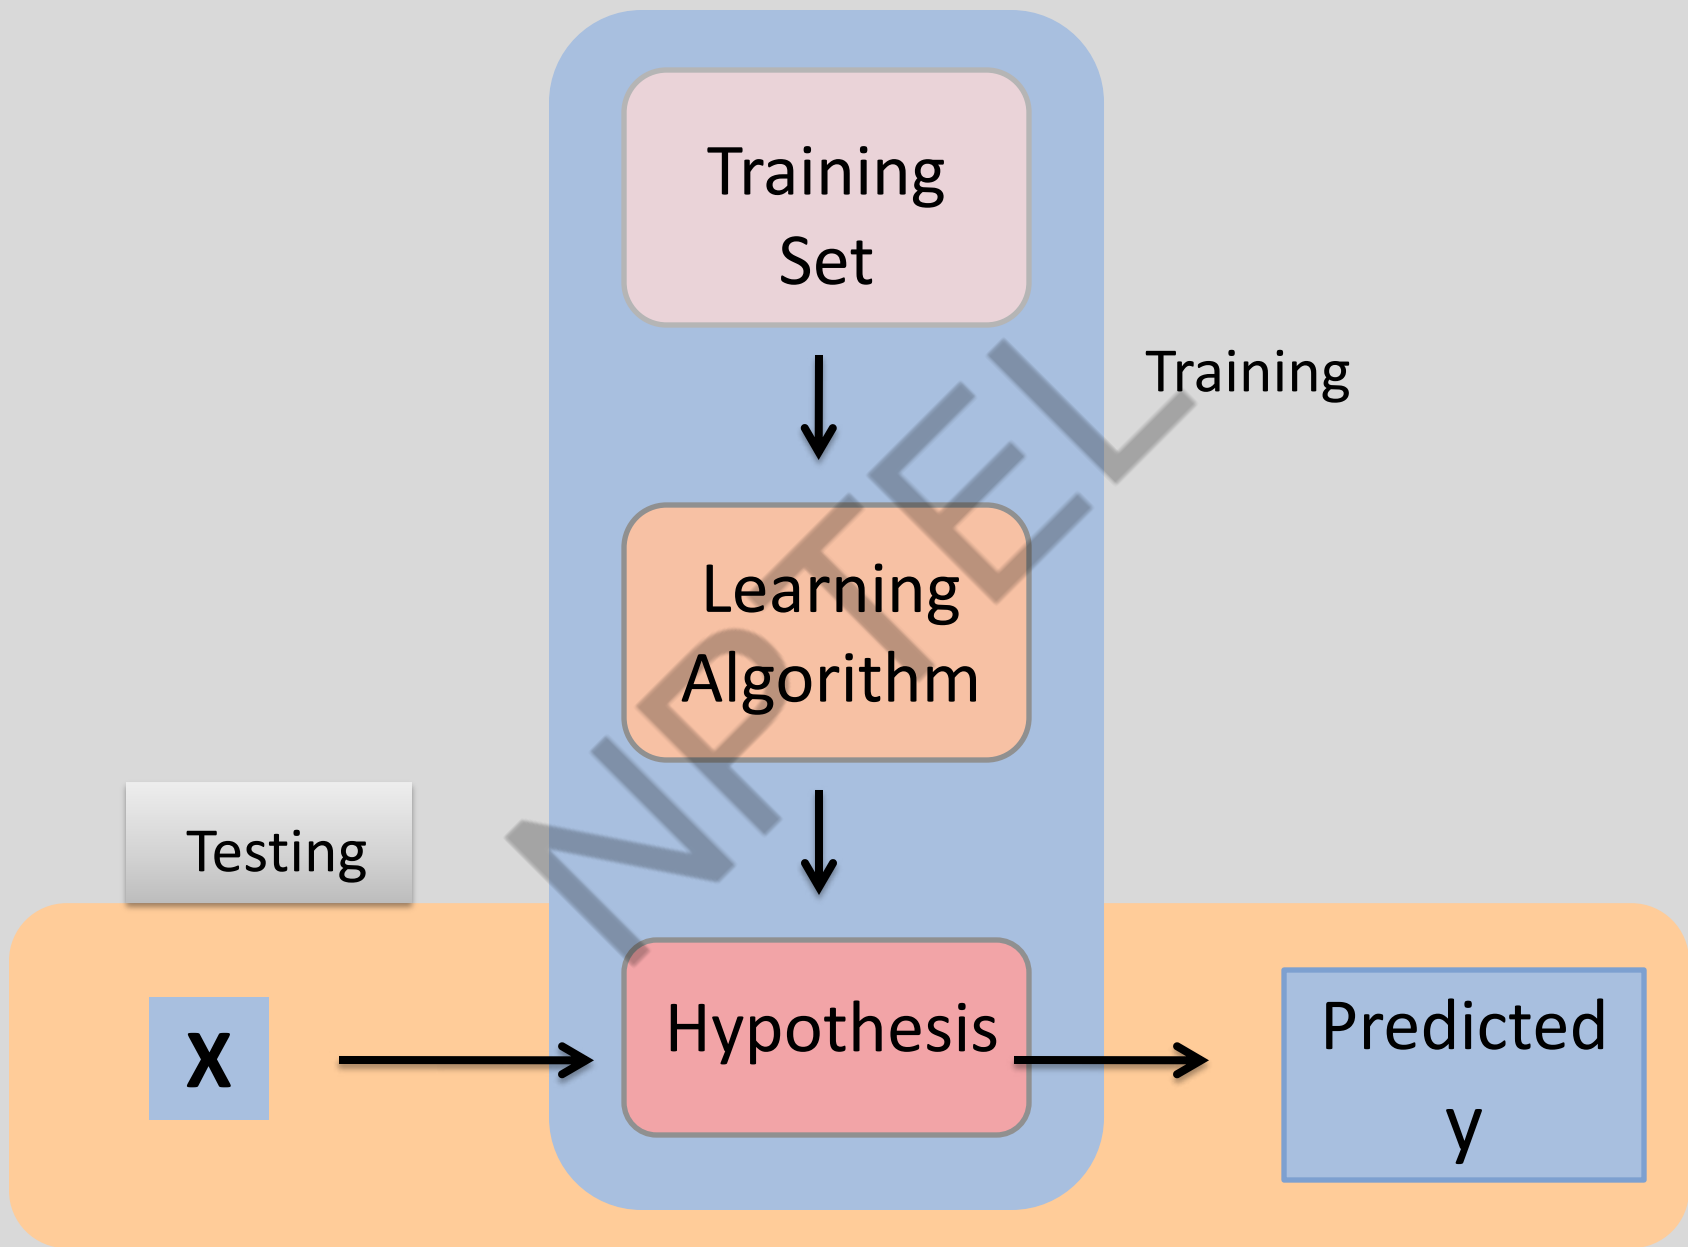 Training
Set
Training
Learning
Algorithm
Testing
Hypothesis
X
Predicted
y
NPTEL